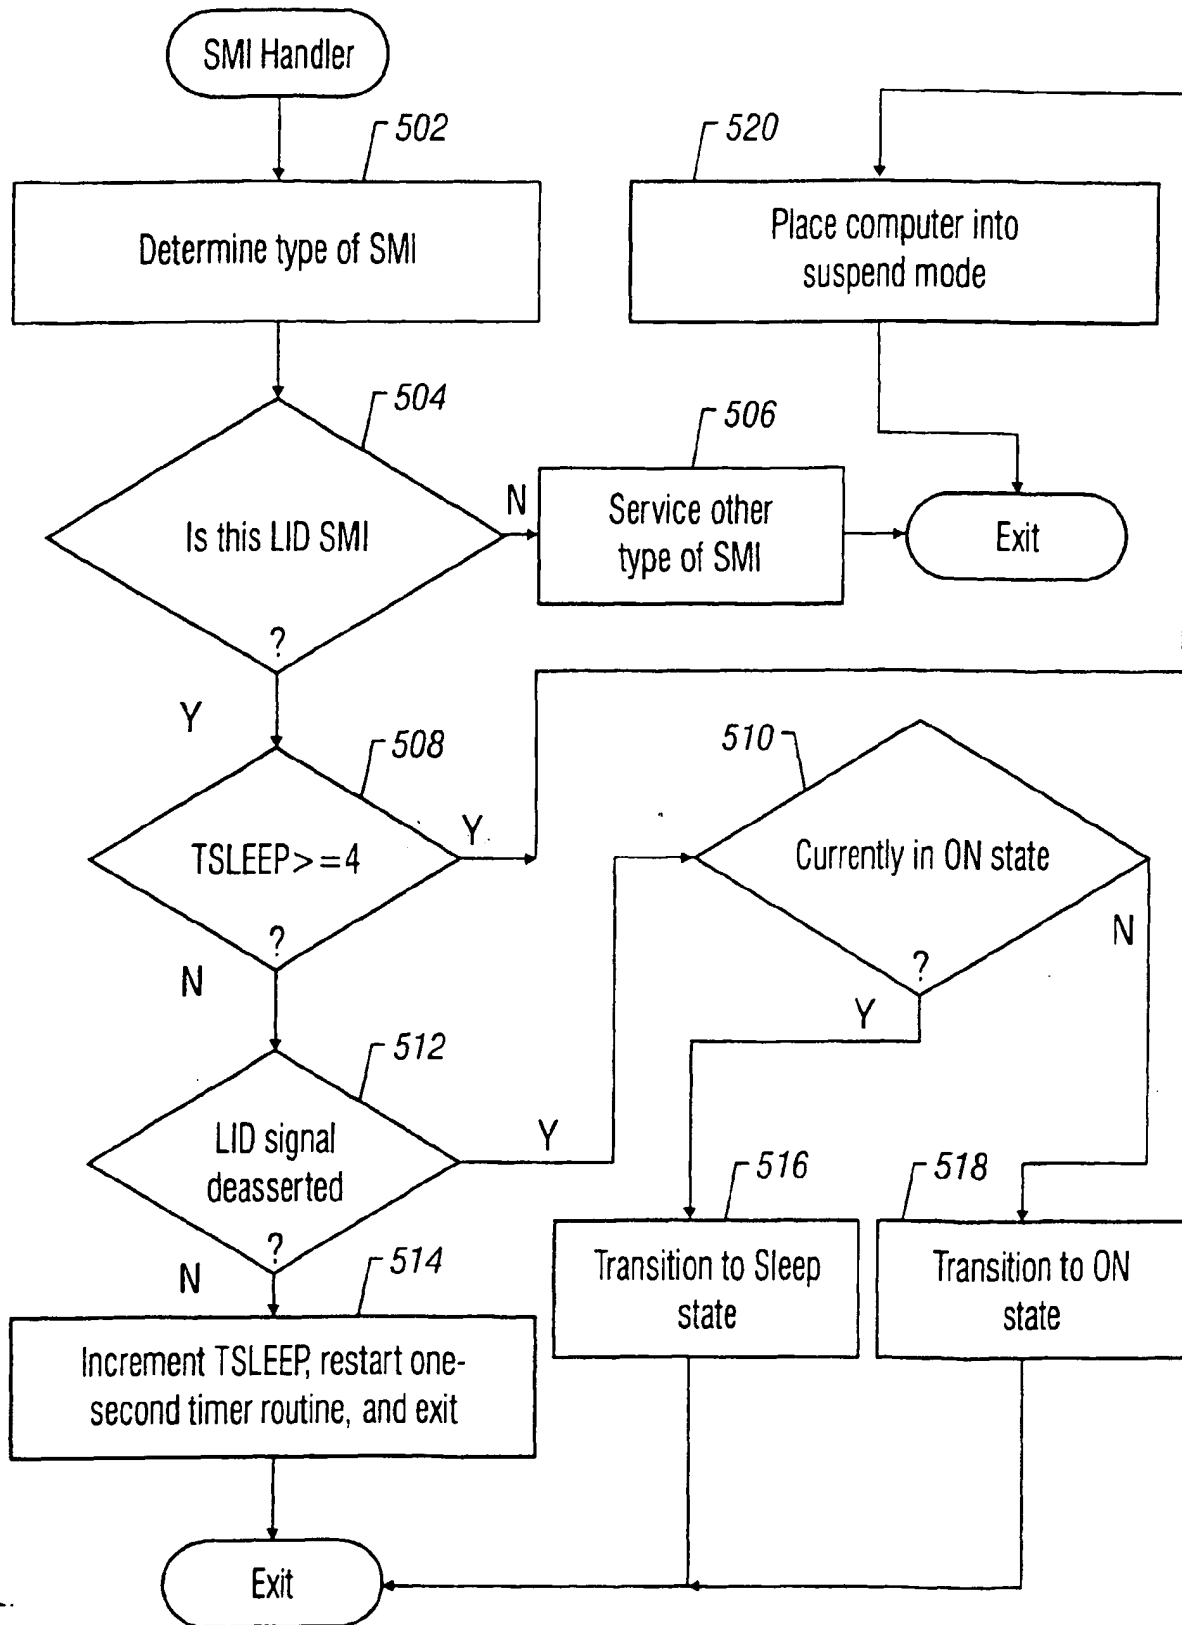 SMI Handler
502
Determine type of SMI
520
Place computer into
suspend mode
504
Is this LID SMI
?
N
Y
506
Service other
type of SMI
Exit
508
TSLEEP>=4
?
Y
N
510
Currently in ON state
?
Y
N
512
LID signal
deasserted
?
Y
N
514
Increment TSLEEP, restart one-
second timer routine, and exit
516
Transition to Sleep
state
518
Transition to ON
state
Exit